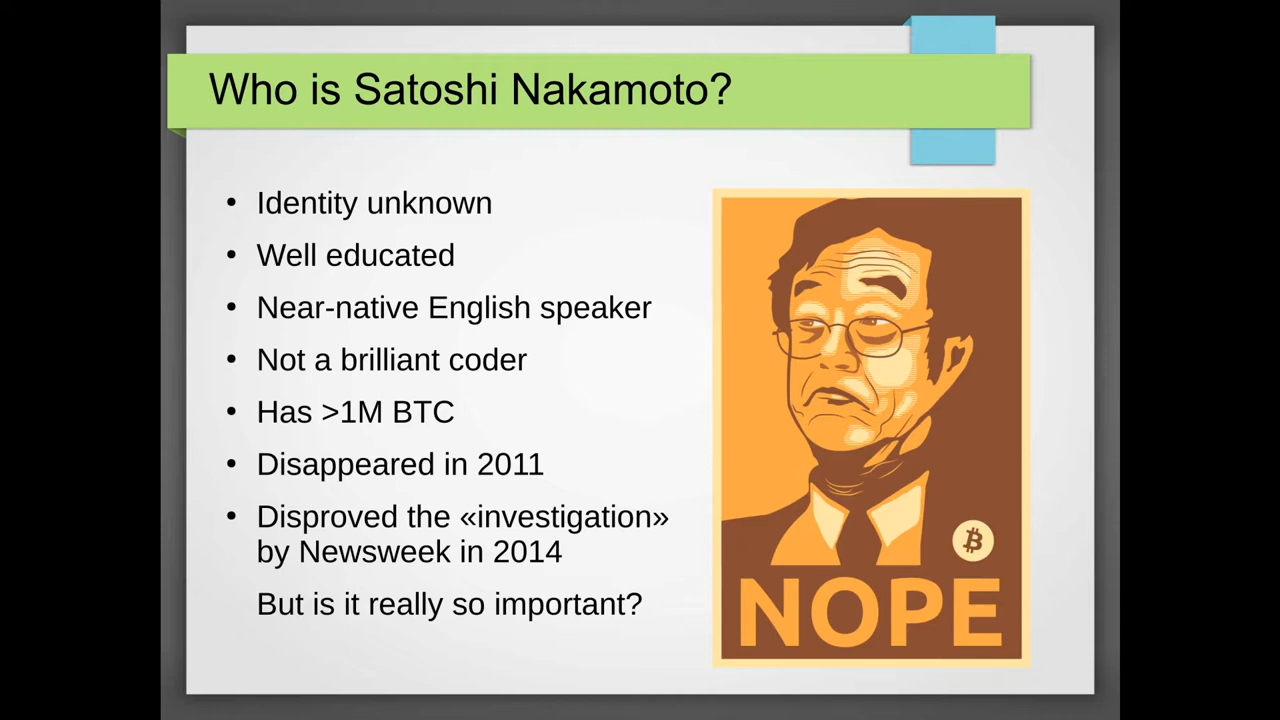 Who is Satoshi Nakamoto?
• Identity unknown
• Well educated
• Near-native English speaker
• Not a brilliant coder
• Has >1M BTC
• Disappeared in 2011
• Disproved the «investigation»
by Newsweek in 2014
But is it really so important?
NOPE